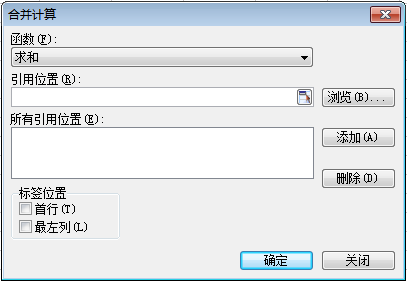 合并计算
函数(F):
求和
引用位置(R):
浏览(B)...
所有引用位置(E):
添加(A)
删除(D)
标签位置
首行(T)
最左列(L)
确定
关闭